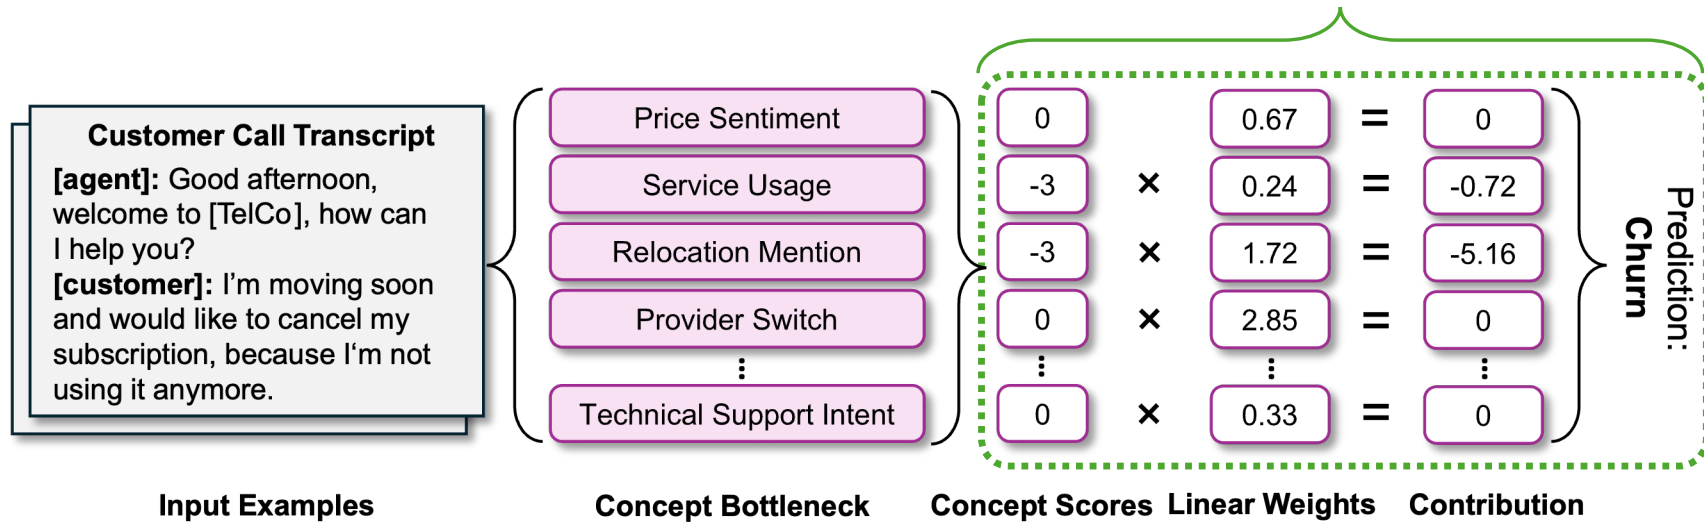 Customer Call Transcript
[agent]: Good afternoon,
welcome to [TelCo], how can
I help you?
[customer]: I'm moving soon
and would like to cancel my
subscription, because I'm not
using it anymore.
Input Examples
Price Sentiment
Service Usage
Relocation Mention
Provider Switch
⋮
Technical Support Intent
Concept Bottleneck
0 0.67 = 0
-3 × 0.24 = -0.72
-3 × 1.72 = -5.16
0 × 2.85 = 0
⋮ ⋮ ⋮
0 × 0.33 = 0
Concept Scores Linear Weights Contribution
Prediction:
Churn